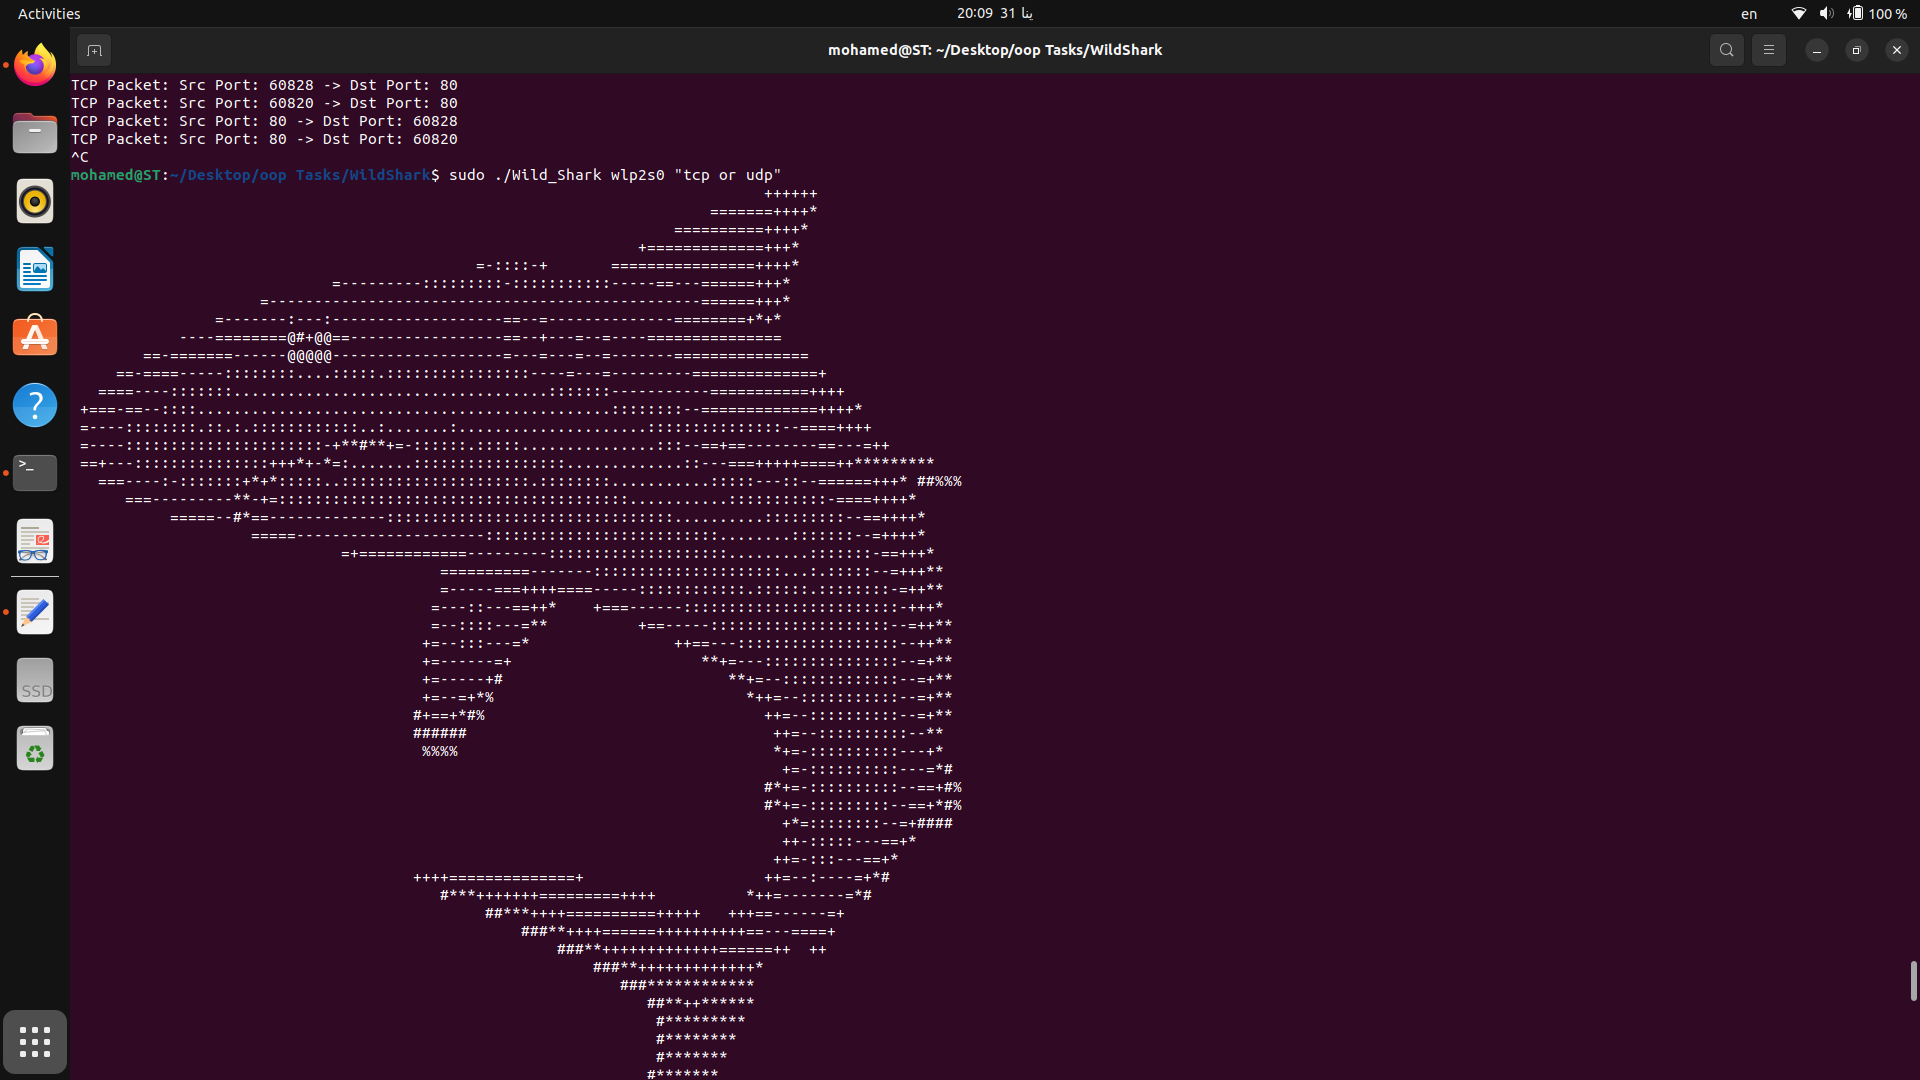 Activities
20:09 31 ينا
en
100 %
mohamed@ST: ~/Desktop/oop Tasks/WildShark
TCP Packet: Src Port: 60828 -> Dst Port: 80
TCP Packet: Src Port: 60820 -> Dst Port: 80
TCP Packet: Src Port: 80 -> Dst Port: 60828
TCP Packet: Src Port: 80 -> Dst Port: 60820
^C
mohamed@ST:~/Desktop/oop Tasks/WildShark$ sudo ./Wild_Shark wlp2s0 "tcp or udp"
SSD